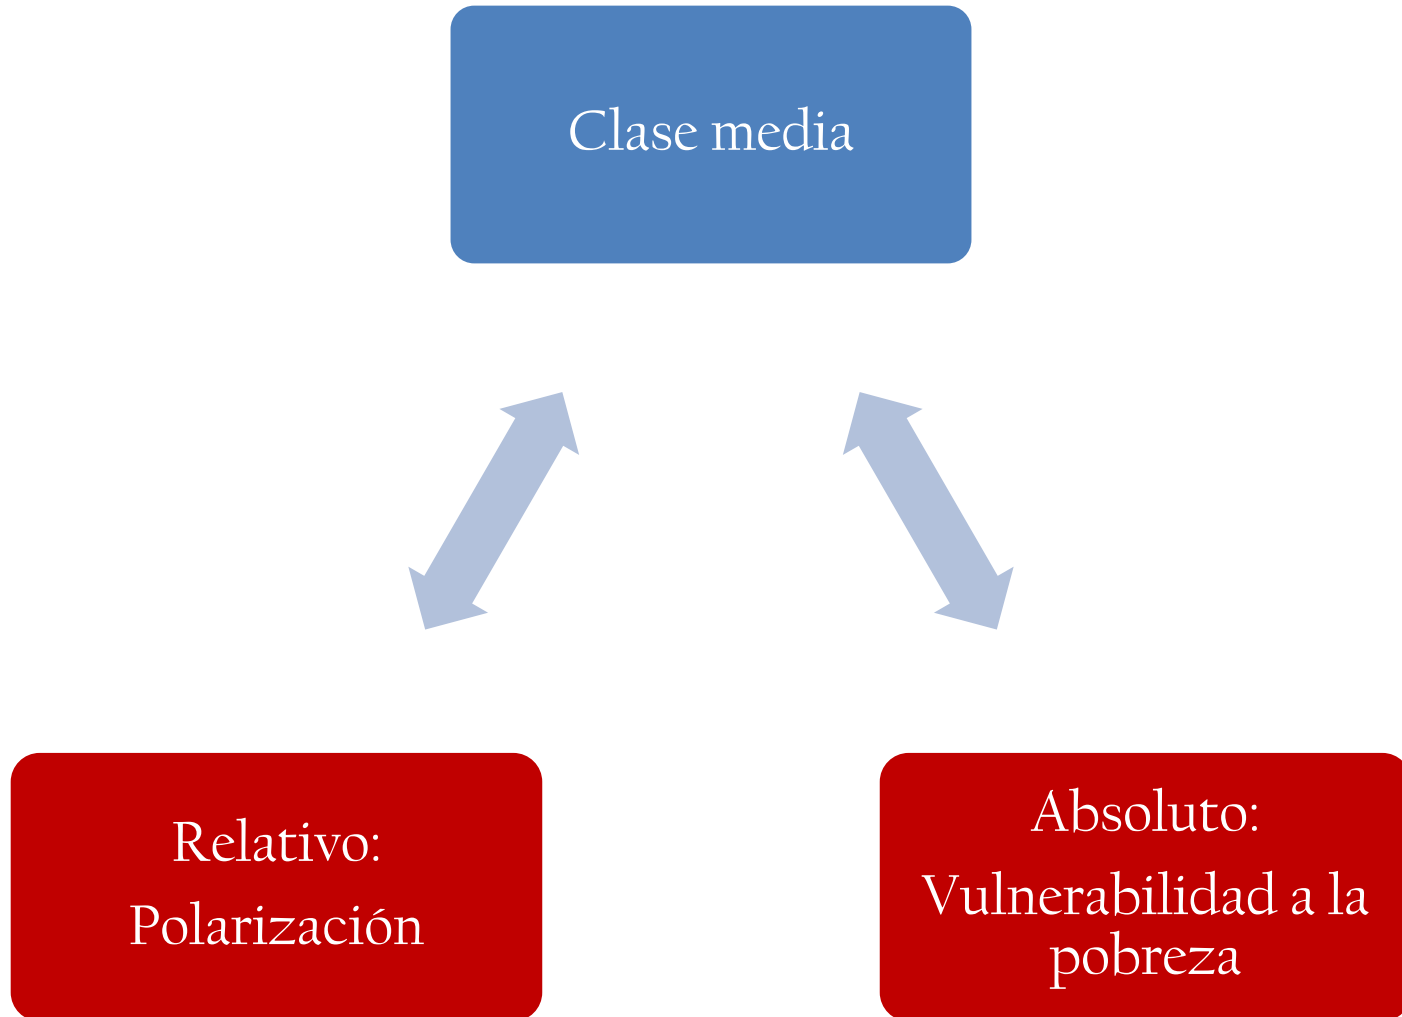 Clase media
Relativo:
Polarización
Absoluto:
Vulnerabilidad a la
pobreza